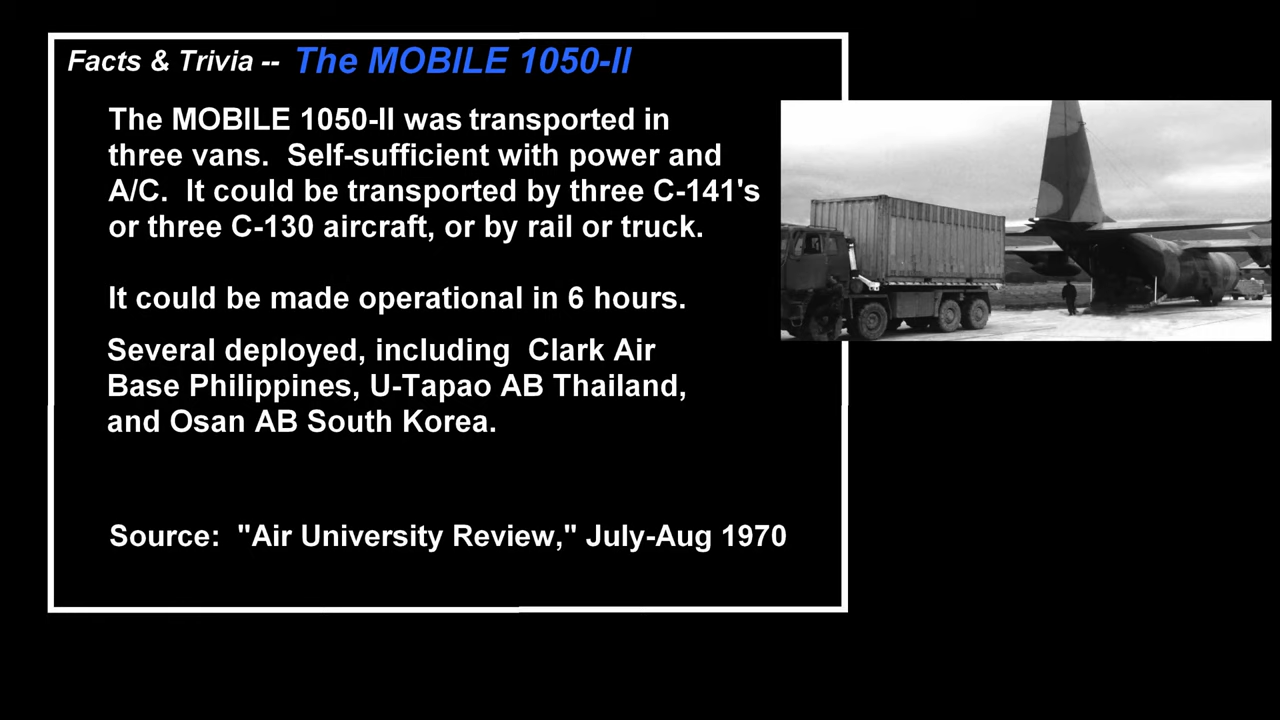 Facts & Trivia -- The MOBILE 1050-II
The MOBILE 1050-II was transported in
three vans.  Self-sufficient with power and
A/C.  It could be transported by three C-141's
or three C-130 aircraft, or by rail or truck.
It could be made operational in 6 hours.
Several deployed, including  Clark Air
Base Philippines, U-Tapao AB Thailand,
and Osan AB South Korea.
Source:  "Air University Review," July-Aug 1970